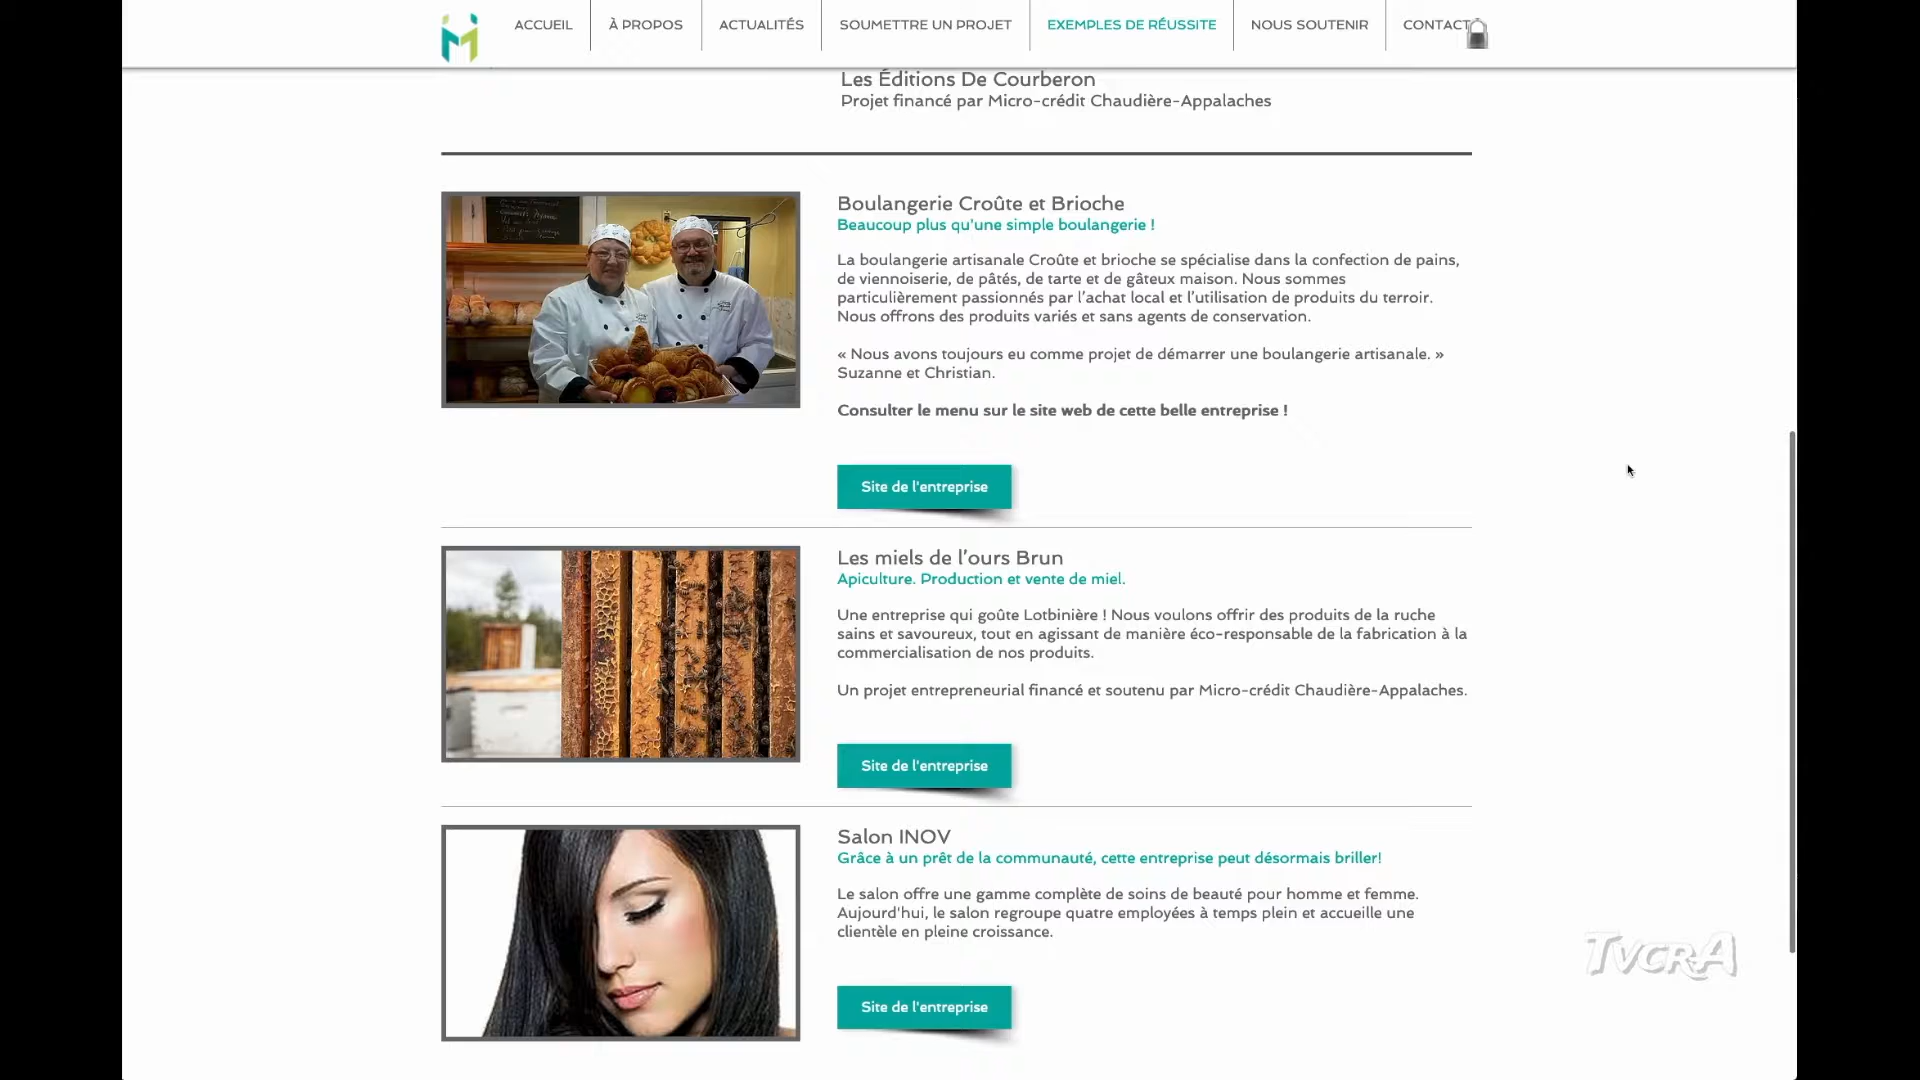 ACCUEIL
À PROPOS
ACTUALITÉS
SOUMETTRE UN PROJET
EXEMPLES DE RÉUSSITE
NOUS SOUTENIR
CONTACT
Les Éditions De Courberon
Projet financé par Micro-crédit Chaudière-Appalaches
Boulangerie Croûte et Brioche
Beaucoup plus qu'une simple boulangerie !
La boulangerie artisanale Croûte et brioche se spécialise dans la confection de pains,
de viennoiserie, de pâtés, de tarte et de gâteux maison. Nous sommes
particulièrement passionnés par l’achat local et l’utilisation de produits du terroir.
Nous offrons des produits variés et sans agents de conservation.
« Nous avons toujours eu comme projet de démarrer une boulangerie artisanale. »
Suzanne et Christian.
Consulter le menu sur le site web de cette belle entreprise !
Site de l'entreprise
Les miels de l’ours Brun
Apiculture. Production et vente de miel.
Une entreprise qui goûte Lotbinière ! Nous voulons offrir des produits de la ruche
sains et savoureux, tout en agissant de manière éco-responsable de la fabrication à la
commercialisation de nos produits.
Un projet entrepreneurial financé et soutenu par Micro-crédit Chaudière-Appalaches.
Site de l'entreprise
Salon INOV
Grâce à un prêt de la communauté, cette entreprise peut désormais briller!
Le salon offre une gamme complète de soins de beauté pour homme et femme.
Aujourd'hui, le salon regroupe quatre employées à temps plein et accueille une
clientèle en pleine croissance.
Site de l'entreprise
TVCRA